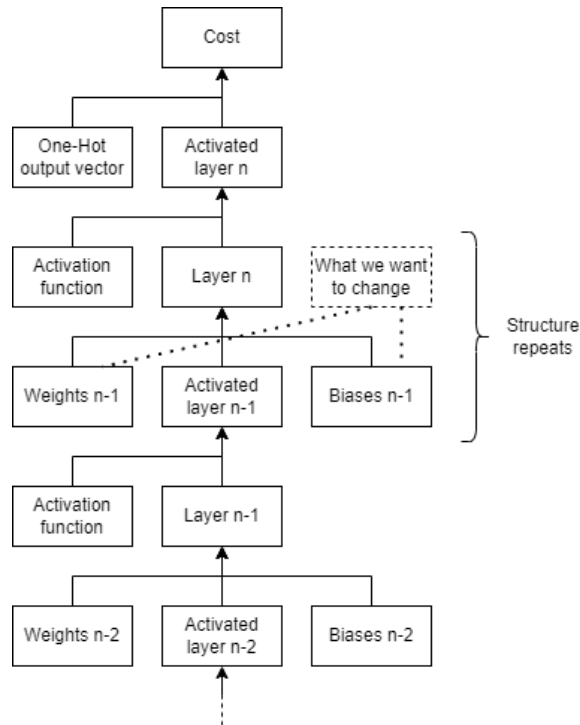 Cost
One-Hot
output vector
Activated
layer n
Activation
function
Layer n
What we want
to change
Structure
repeats
Weights n-1
Activated
layer n-1
Biases n-1
Activation
function
Layer n-1
Weights n-2
Activated
layer n-2
Biases n-2